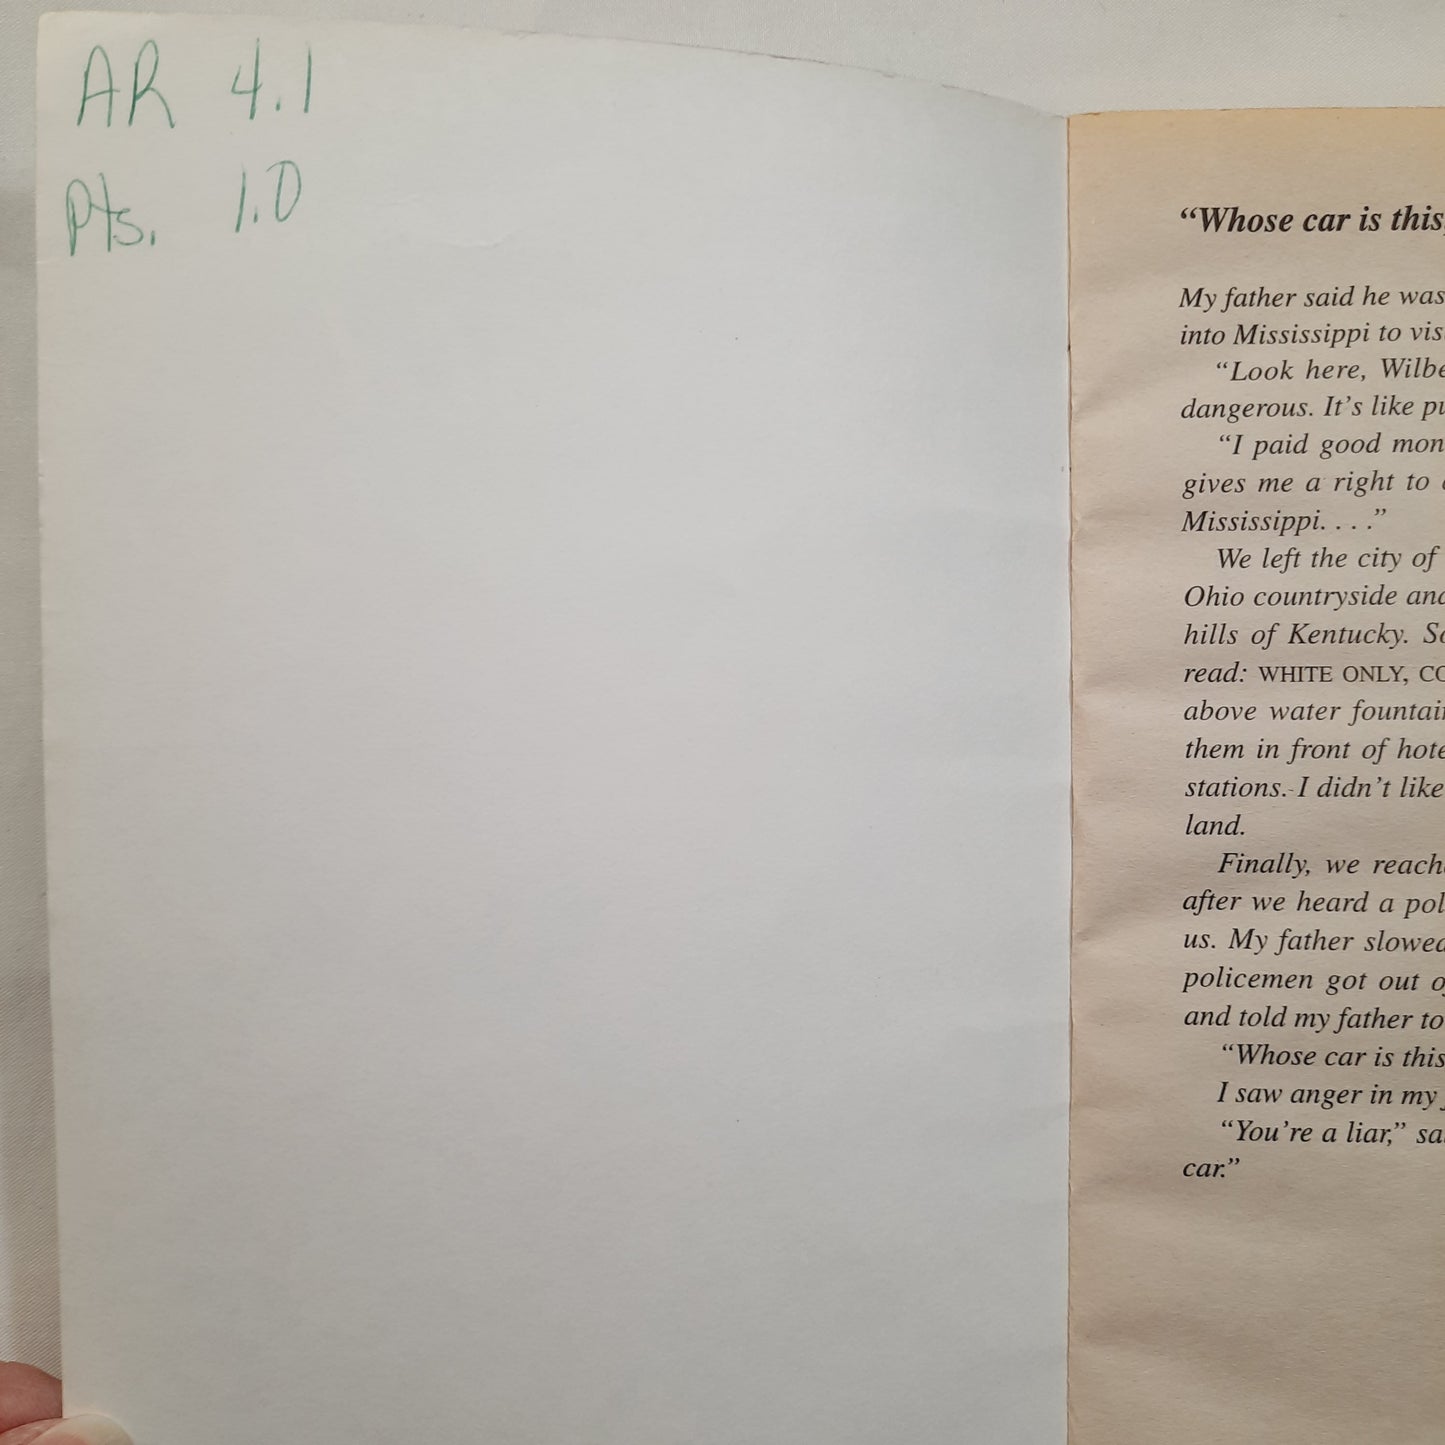 AR 4.1
Pts. 1.0
"Whose car is this,
My father said he was
into Mississippi to vis
"Look here, Wilbe
dangerous. It's like pu
"I paid good mon
gives me a right to
Mississippi. . . ."
We left the city of
Ohio countryside and
hills of Kentucky. So
read: WHITE ONLY, CO
above water fountain
them in front of hote
stations. I didn't like
land.
Finally, we reach
after we heard a pol
us. My father slowed
policemen got out o
and told my father to
"Whose car is this
I saw anger in my
"You're a liar," sa
car."